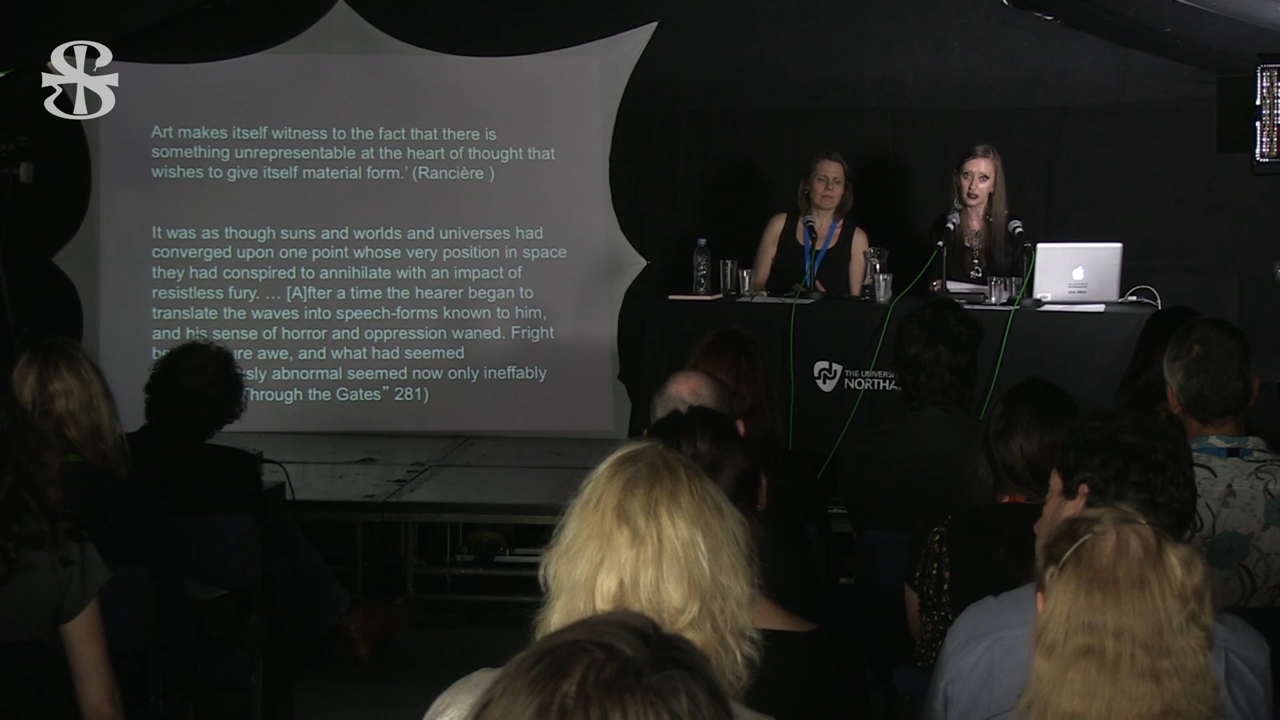 Art makes itself witness to the fact that there is
something unrepresentable at the heart of thought that
wishes to give itself material form.' (Rancière )
It was as though suns and worlds and universes had
converged upon one point whose very position in space
they had conspired to annihilate with an impact of
resistless fury. … [A]fter a time the hearer began to
translate the waves into speech-forms known to him,
and his sense of horror and oppression waned. Fright
awe, and what had seemed
abnormal seemed now only ineffably
the Gates" 281)
THE